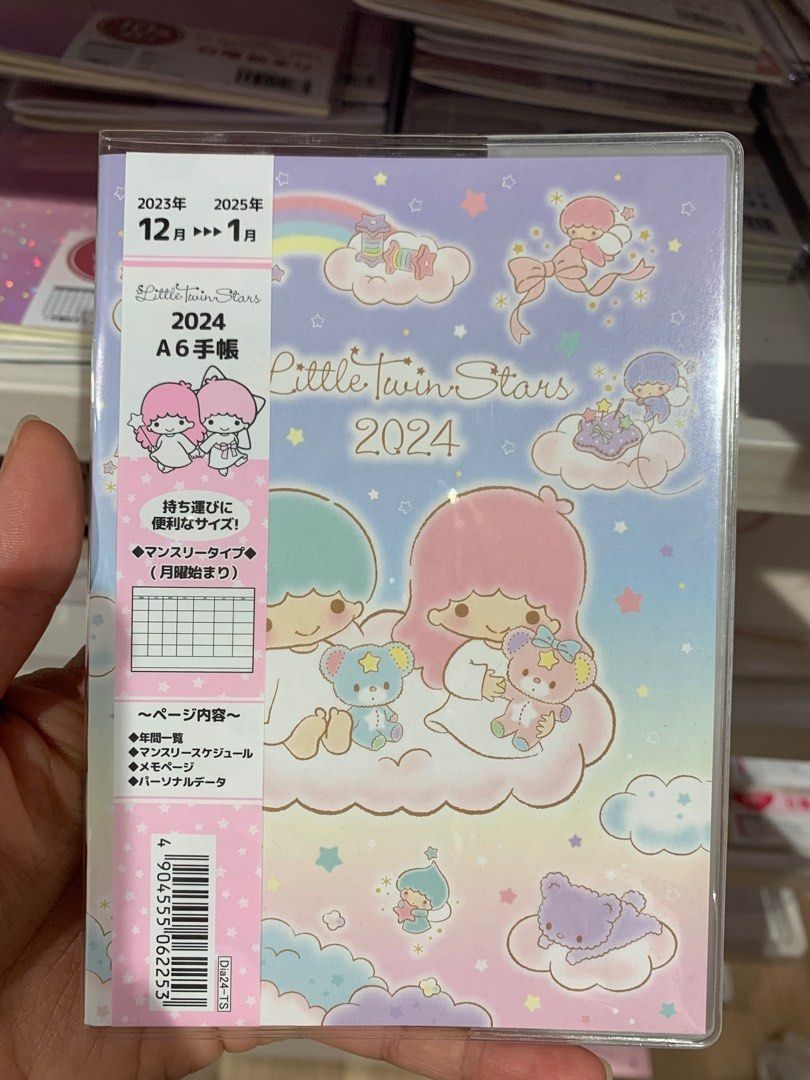 2023年 2025年
12月 ▶▶▶ 1月
Little Twin Stars
2024
A6手帳
持ち運びに
便利なサイズ!
◆マンスリータイプ◆
(月曜始まり)
〜ページ内容〜
◆年間一覧
◆マンスリースケジュール
◆メモページ
◆パーソナルデータ
4 904555 062253
Dia24-TS
Little Twin Stars
2024